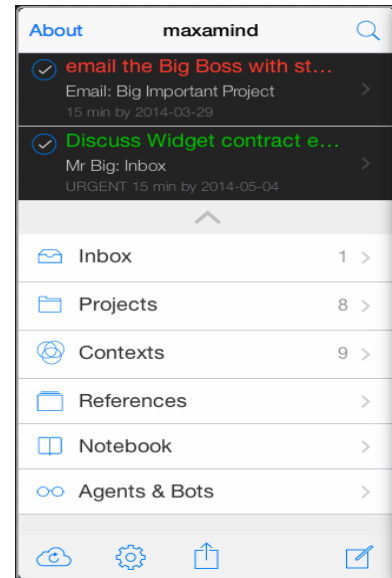 About maxamind
email the Big Boss with st...
Email: Big Important Project
15 min by 2014-03-29
Discuss Widget contract e...
Mr Big: Inbox
URGENT 15 min by 2014-05-04
Inbox 1
Projects 8
Contexts 9
References
Notebook
Agents & Bots